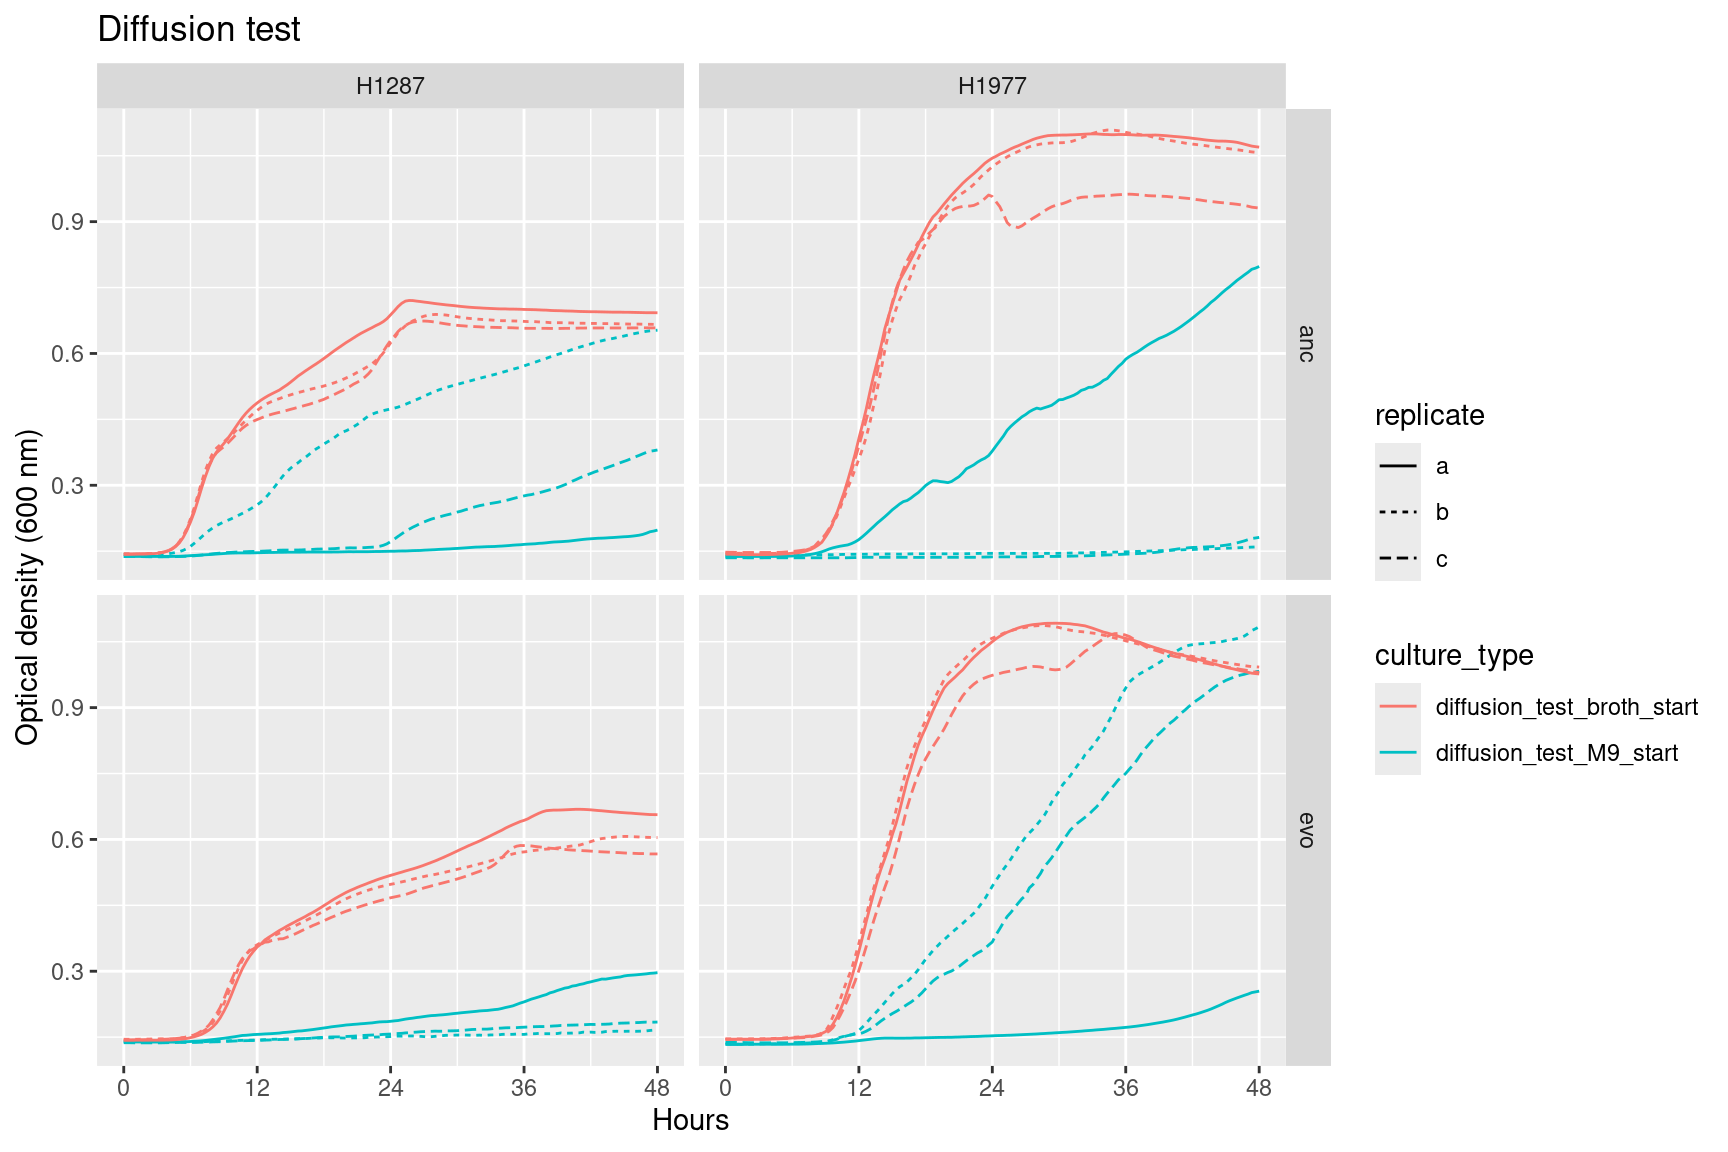 Diffusion test
H1287
H1977
0.9
0.6
0.3
anc
0.9
0.6
0.3
evo
0 12 24 36 48
0 12 24 36 48
Hours
Optical density (600 nm)
replicate
a
b
c
culture_type
diffusion_test_broth_start
diffusion_test_M9_start